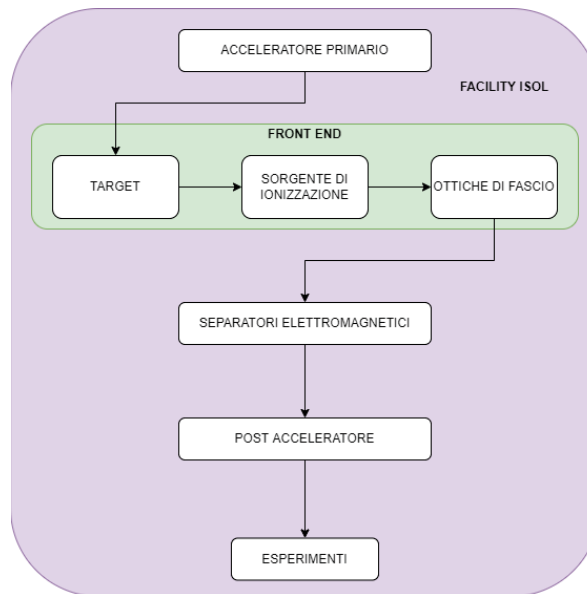 ACCELERATORE PRIMARIO
FACILITY ISOL
FRONT END
TARGET
SORGENTE DI
IONIZZAZIONE
OTTICHE DI FASCIO
SEPARATORI ELETTROMAGNETICI
POST ACCELERATORE
ESPERIMENTI